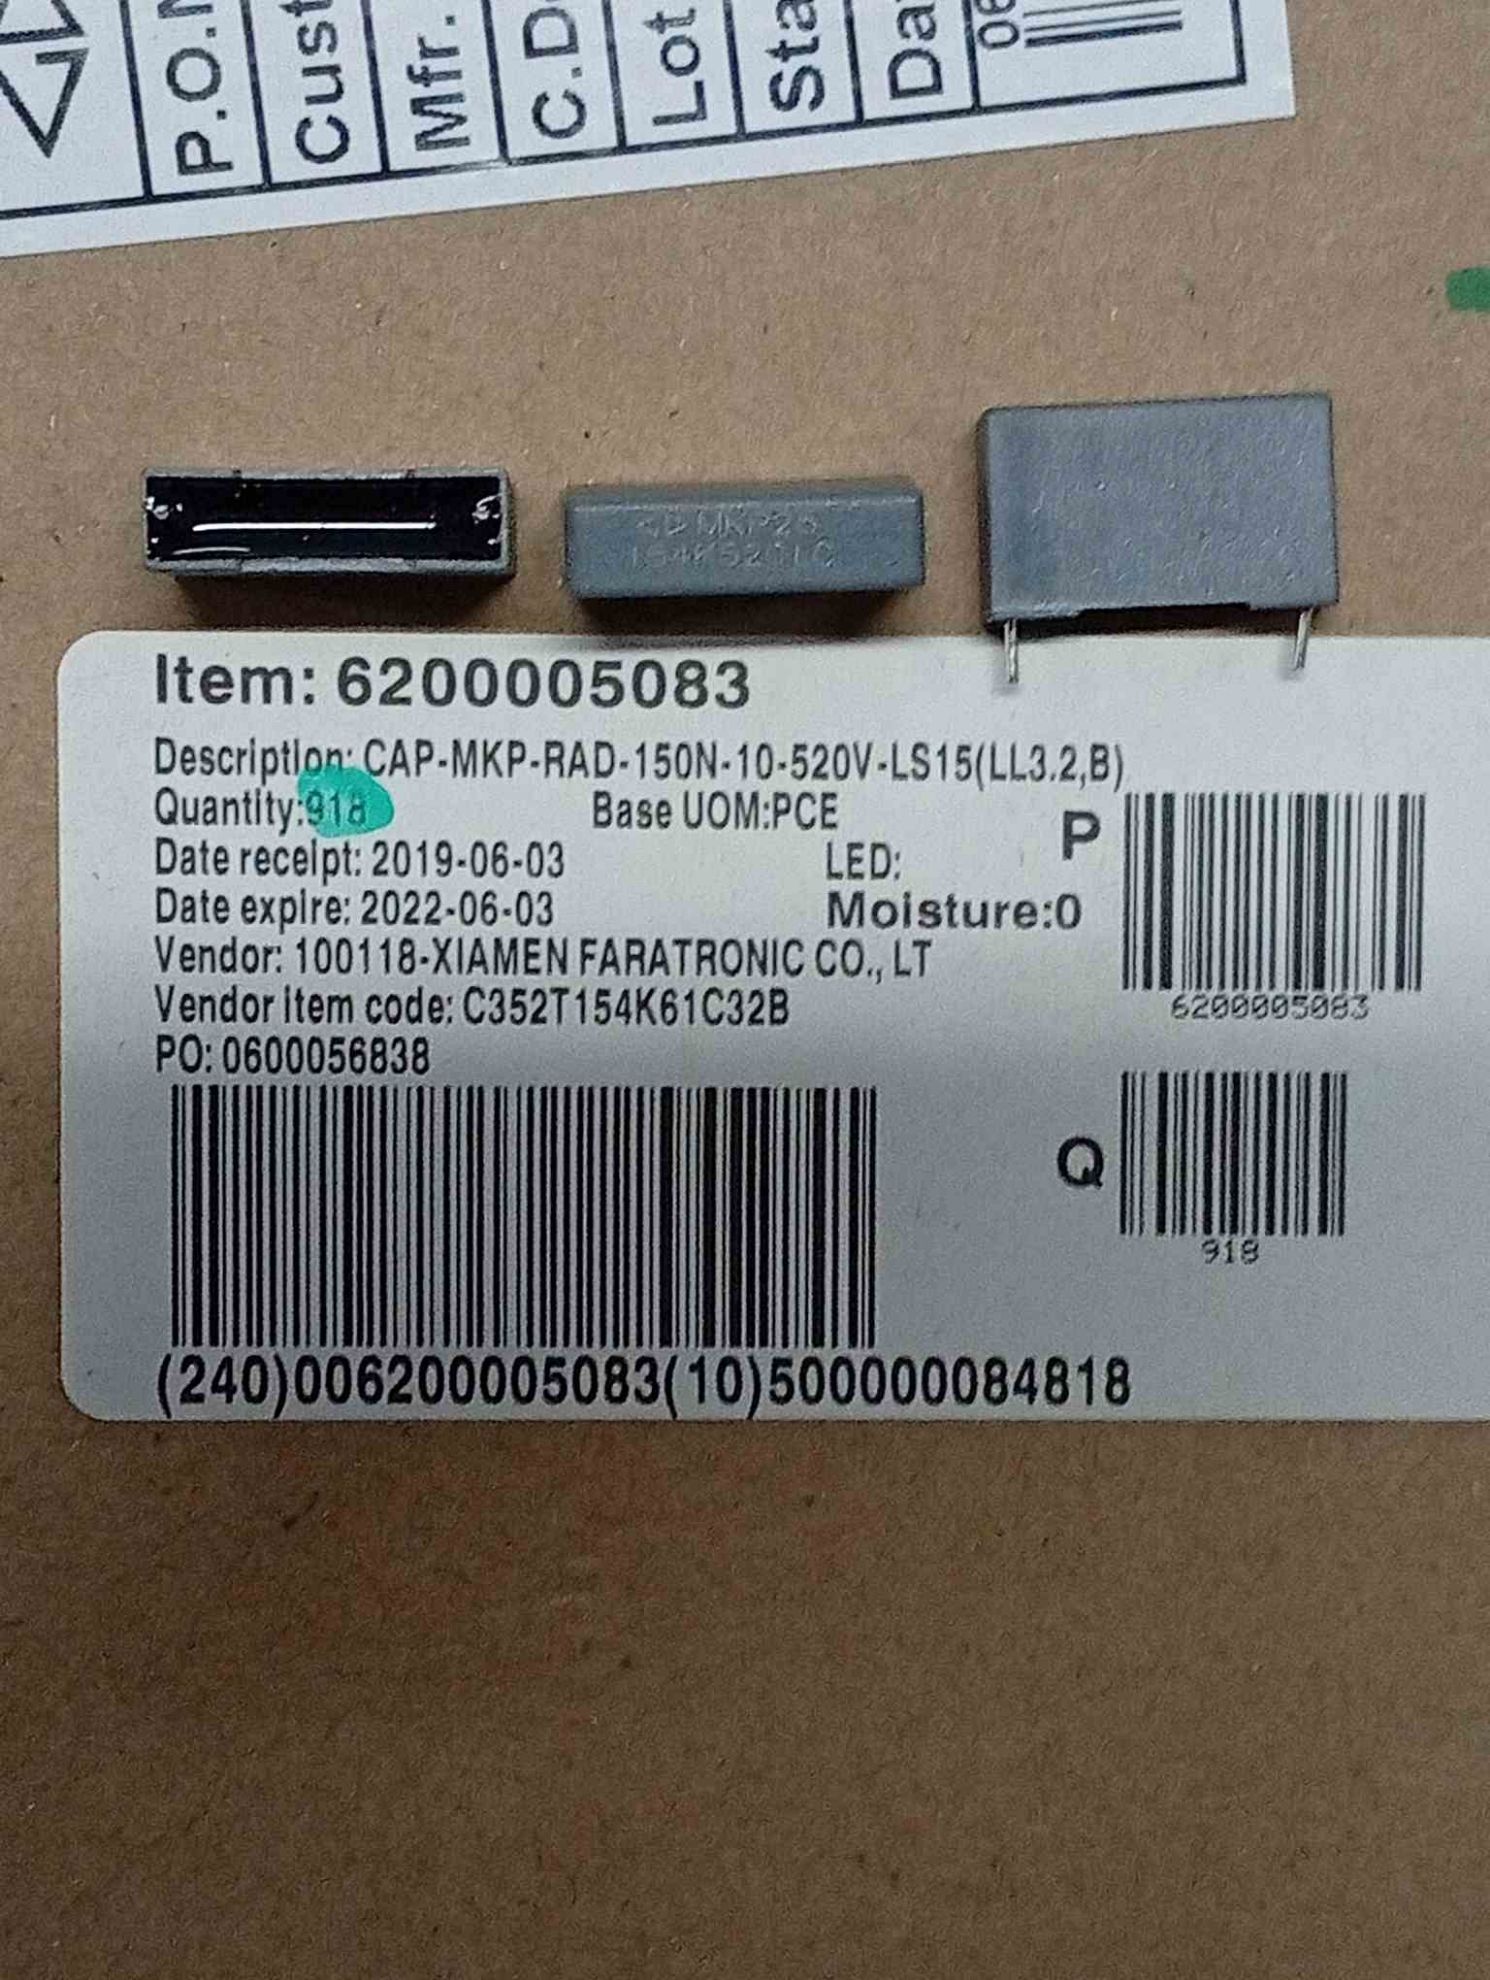 P.O.
Cust
Mfr.
C.D
Lot
Sta
Da
06
MKP
Item: 6200005083
Description: CAP-MKP-RAD-150N-10-520V-LS15(LL3.2,B)
Quantity:918 Base UOM:PCE
Date receipt: 2019-06-03 LED:
Date expire: 2022-06-03 Moisture:0
Vendor: 100118-XIAMEN FARATRONIC CO., LT
Vendor item code: C352T154K61C32B
PO: 0600056838
P
6200005083
Q
918
(240)006200005083(10)500000084818